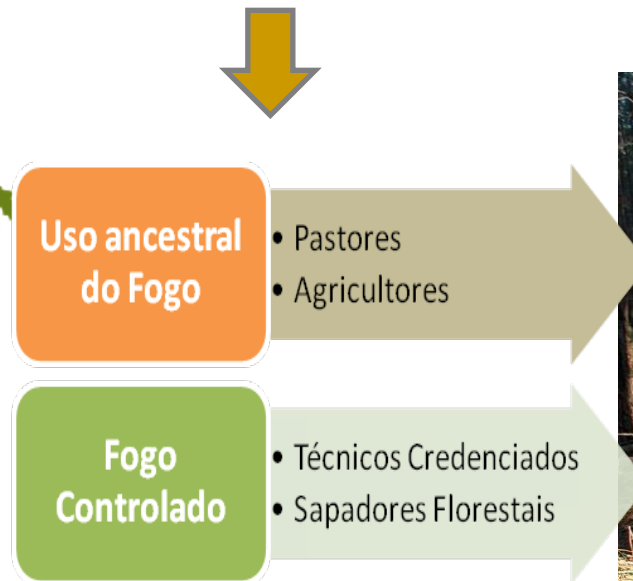 Uso ancestral
do Fogo
• Pastores
• Agricultores
Fogo
Controlado
• Técnicos Credenciados
• Sapadores Florestais